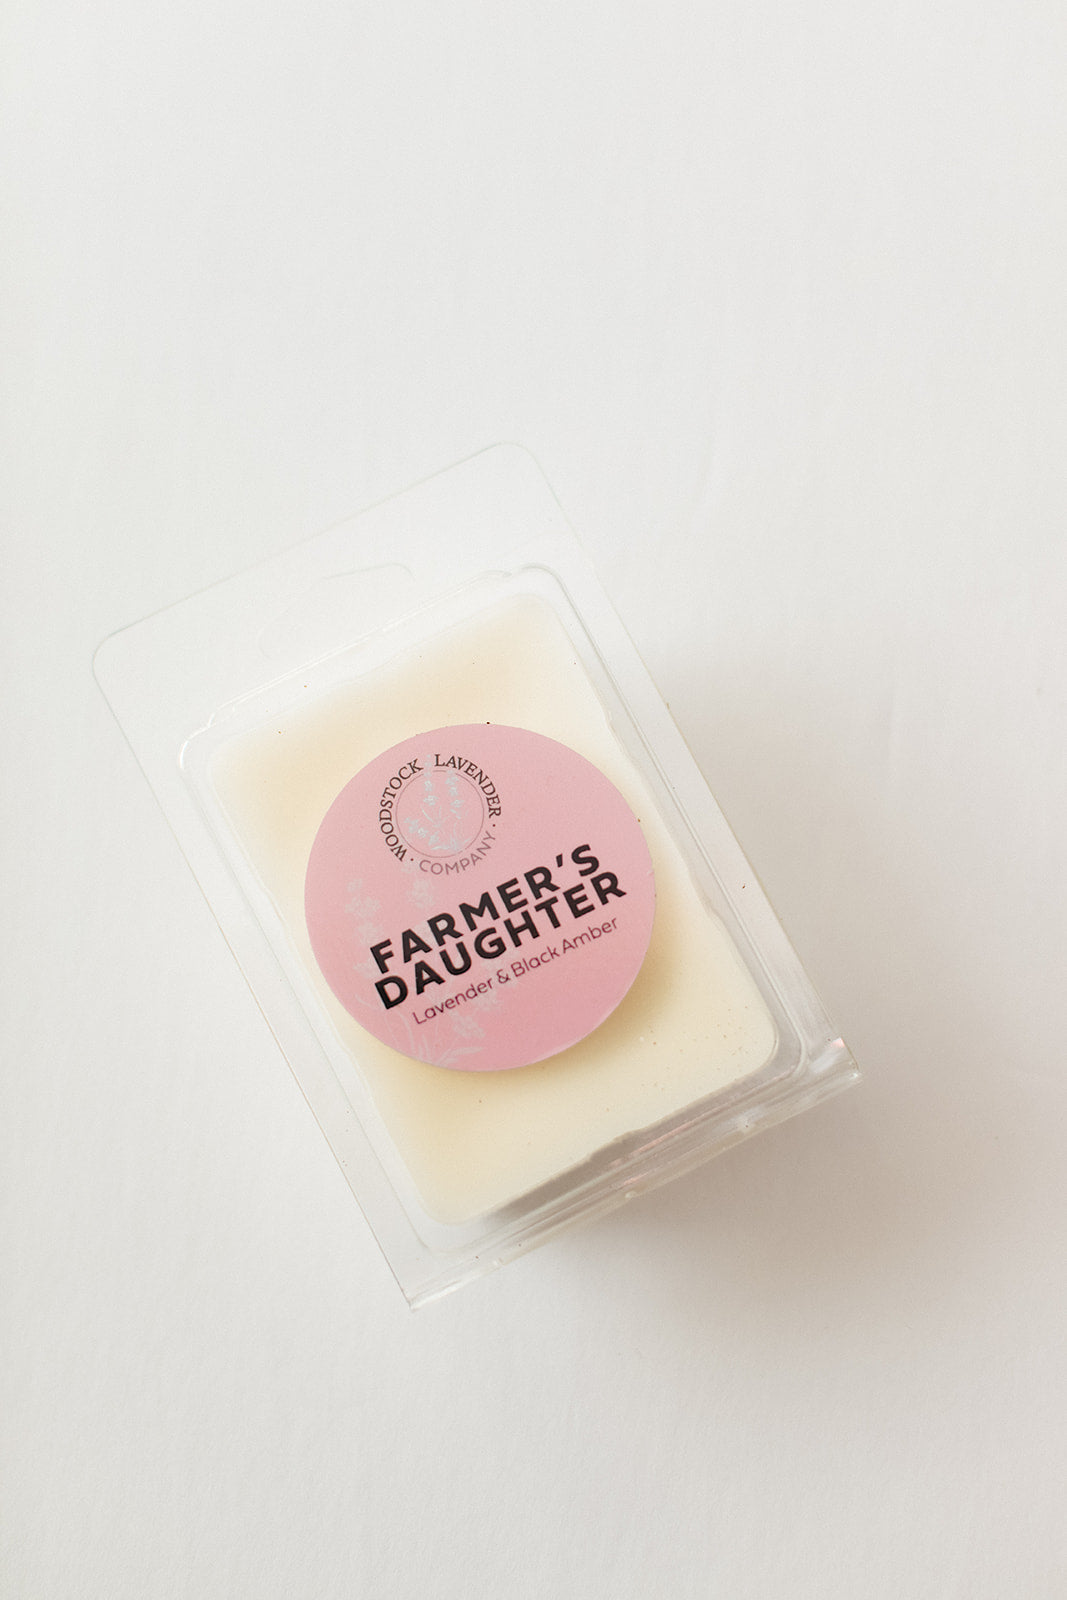 WOODSTOCK LAVENDER
· COMPANY ·
FARMER'S
DAUGHTER
Lavender & Black Amber